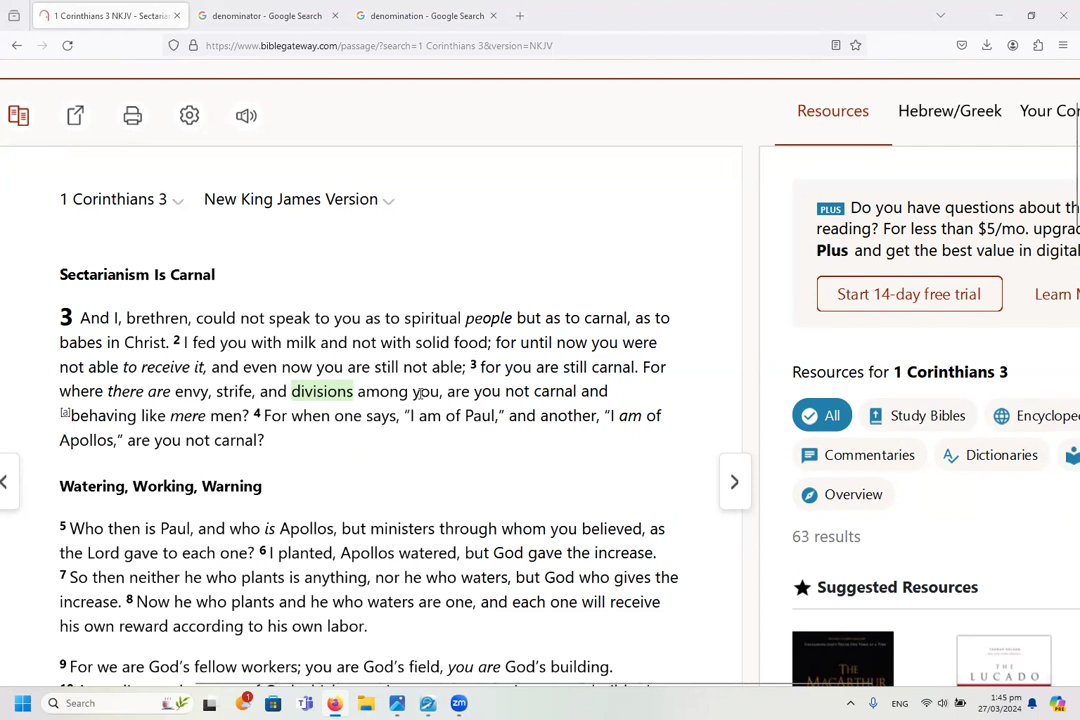 1 Corinthians 3 NKJV - Sectaria
denominator - Google Search
denomination - Google Search
https://www.biblegateway.com/passage/?search=1 Corinthians 3&version=NKJV
Resources
Hebrew/Greek
Your Co
1 Corinthians 3
New King James Version
Sectarianism Is Carnal
3 And I, brethren, could not speak to you as to spiritual people but as to carnal, as to
babes in Christ. 2 I fed you with milk and not with solid food; for until now you were
not able to receive it, and even now you are still not able; 3 for you are still carnal. For
where there are envy, strife, and divisions among you, are you not carnal and
[a]behaving like mere men? 4 For when one says, “I am of Paul,” and another, “I am of
Apollos,” are you not carnal?
Watering, Working, Warning
5 Who then is Paul, and who is Apollos, but ministers through whom you believed, as
the Lord gave to each one? 6 I planted, Apollos watered, but God gave the increase.
7 So then neither he who plants is anything, nor he who waters, but God who gives the
increase. 8 Now he who plants and he who waters are one, and each one will receive
his own reward according to his own labor.
9 For we are God’s fellow workers; you are God’s field, you are God’s building.
PLUS Do you have questions about th
reading? For less than $5/mo. upgra
Plus and get the best value in digital
Start 14-day free trial
Learn
Resources for 1 Corinthians 3
All
Study Bibles
Encyclope
Commentaries
Dictionaries
Overview
63 results
Suggested Resources
THE
MACARTHUR
THE
LUCADO
Search
ENG
1:45 pm
27/03/2024